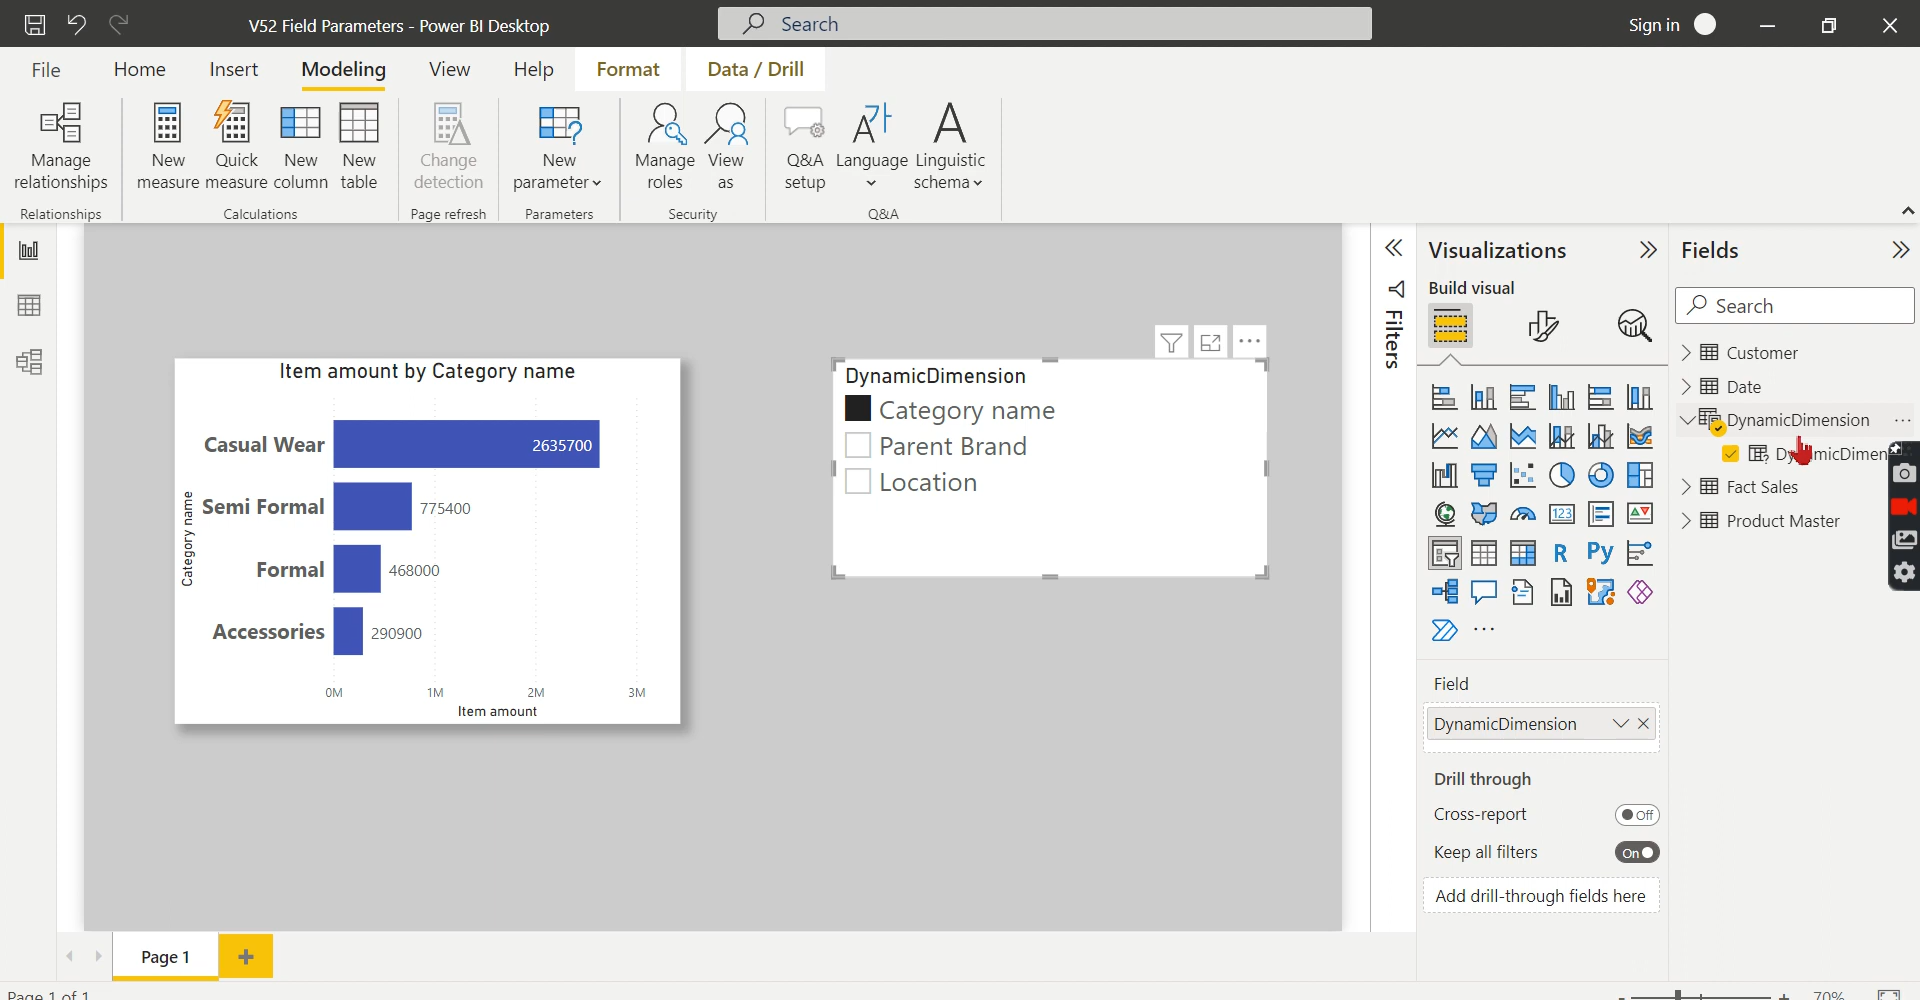 V52 Field Parameters - Power BI Desktop
Search
Sign in
File
Home
Insert
Modeling
View
Help
Format
Data / Drill
Manage
relationships
New
measure
Quick
measure
New
column
New
table
Change
detection
New
parameter
Manage
roles
View
as
Q&A
setup
Language
Linguistic
schema
Relationships
Calculations
Page refresh
Parameters
Security
Q&A
Item amount by Category name
Category name
Casual Wear
2635700
Semi Formal
775400
Formal
468000
Accessories
290900
0M
1M
2M
3M
Item amount
DynamicDimension
Category name
Parent Brand
Location
Filters
Visualizations
Build visual
123
R
Py
Field
DynamicDimension
Drill through
Cross-report
Off
Keep all filters
On
Add drill-through fields here
Fields
Search
Customer
Date
DynamicDimension
Fact Sales
Product Master
Page 1
Page 1 of 1
70%